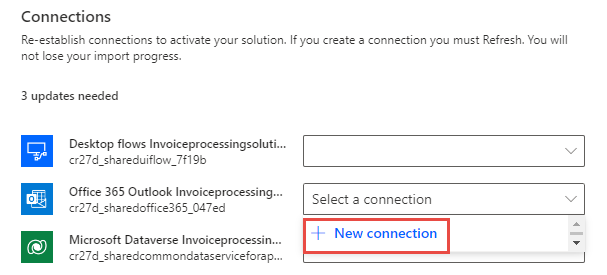 Connections
Re-establish connections to activate your solution. If you create a connection you must Refresh. You will
not lose your import progress.
3 updates needed
Desktop flows Invoiceprocessingsoluti...
cr27d_shareduiflow_7f19b
Office 365 Outlook Invoiceprocessing...
cr27d_sharedoffice365_047ed
Select a connection
+ New connection
Microsoft Dataverse Invoiceprocessin...
cr27d_sharedcommondataserviceforap...